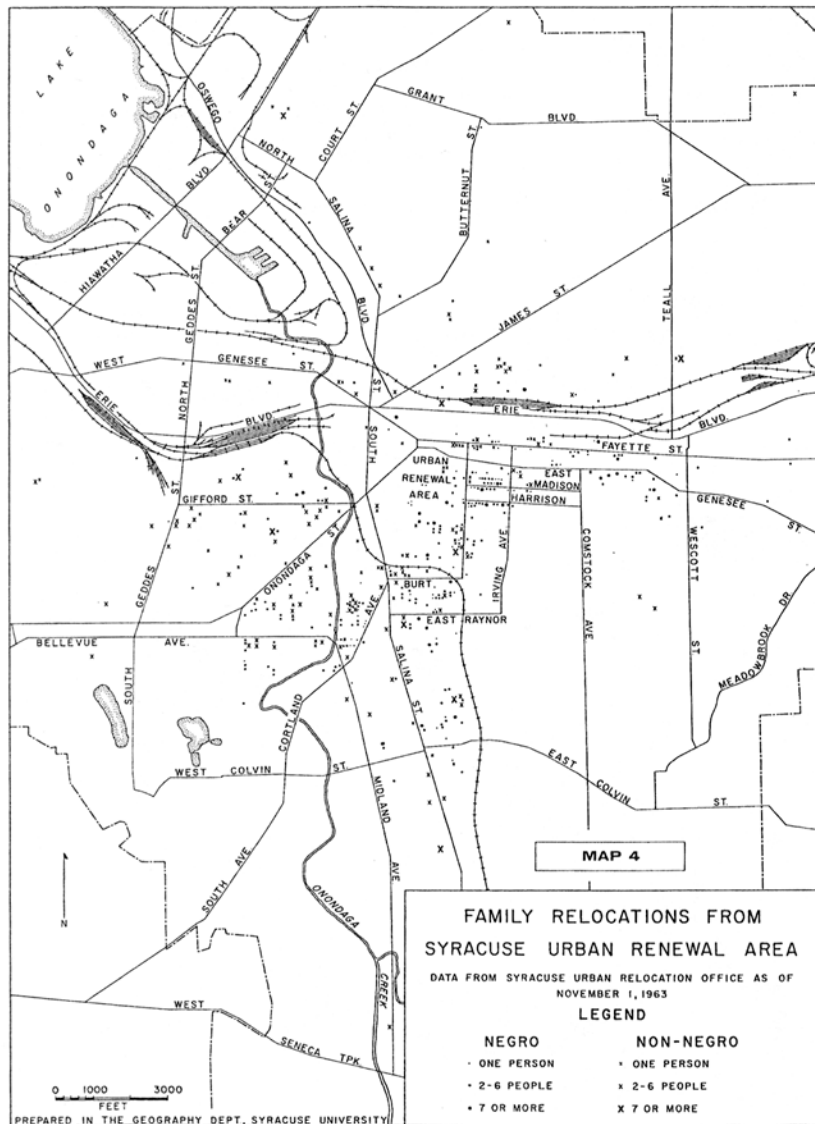 LAKE
ONONDAGA
OSWEGO
BLVD
NORTH
SALINA
ST.
COURT ST.
GRANT
BLVD
BUTTERNUT
ST.
JAMES ST.
TEALL
AVE.
HIAWATHA
BLVD
BEAR
ST.
NORTH
GEDDES
ST.
WEST
GENESEE
ST.
ERIE
BLVD
ERIE
BLVD.
FAYETTE ST.
SOUTH
URBAN
RENEWAL
AREA
EAST
MADISON
HARRISON
GENESEE
ST.
GIFFORD ST.
ONONDAGA
ST.
GEDDES
ST.
SOUTH
BURT
IRVING AVE
EAST RAYNOR
COMSTOCK
AVE
WESCOTT
ST.
MEADOWBROOK DR.
BELLEVUE AVE.
CORTLAND
AVE
SALINA
ST.
WEST COLVIN ST.
EAST
COLVIN
ST.
MIDLAND
AVE
SOUTH AVE
ONONDAGA
CREEK
WEST
SENECA TPK
N
0 1000 3000
FEET
PREPARED IN THE GEOGRAPHY DEPT. SYRACUSE UNIVERSITY
MAP 4
FAMILY RELOCATIONS FROM
SYRACUSE URBAN RENEWAL AREA
DATA FROM SYRACUSE URBAN RELOCATION OFFICE AS OF
NOVEMBER 1, 1963
LEGEND
NEGRO
· ONE PERSON
• 2-6 PEOPLE
• 7 OR MORE
NON-NEGRO
x ONE PERSON
x 2-6 PEOPLE
X 7 OR MORE